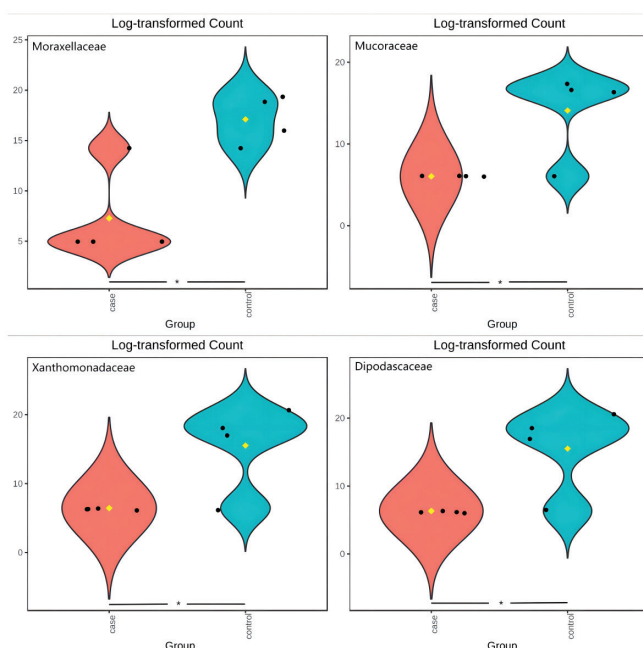 Log-transformed Count
Moraxellaceae
25
20
15
10
5
*
case
control
Group
Log-transformed Count
Mucoraceae
20
10
0
*
case
control
Group
Log-transformed Count
Xanthomonadaceae
20
10
0
*
case
control
Group
Log-transformed Count
Dipodascaceae
20
10
0
*
case
control
Group